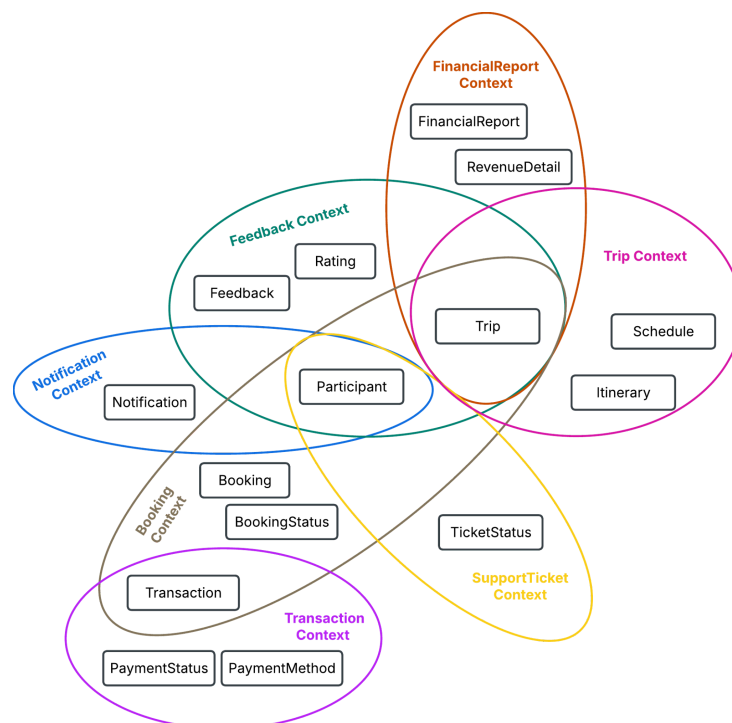 FinancialReport
Context
FinancialReport
RevenueDetail
Feedback Context
Trip Context
Rating
Feedback
Trip
Schedule
Notification
Context
Participant
Itinerary
Notification
Booking
BookingStatus
Booking
Context
TicketStatus
SupportTicket
Context
Transaction
Transaction
Context
PaymentStatus
PaymentMethod